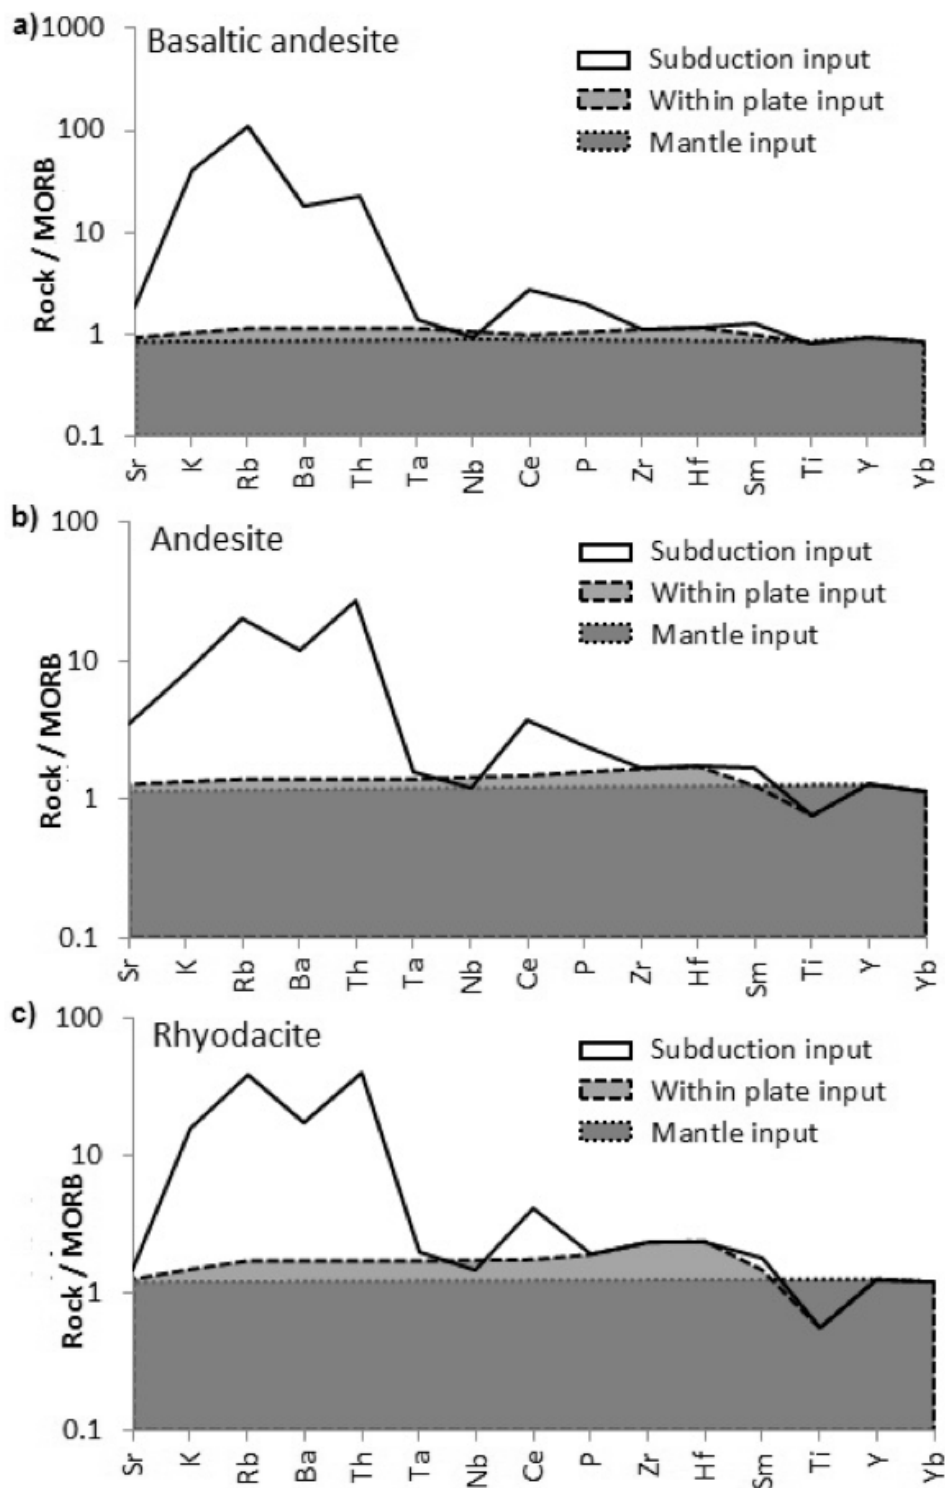 a) 1000
Basaltic andesite
Subduction input
Within plate input
Mantle input
100
10
1
0.1
Rock / MORB
Sr K Rb Ba Th Ta Nb Ce P Zr Hf Sm Ti Y Yb
b) 100
Andesite
Subduction input
Within plate input
Mantle input
10
1
0.1
Rock / MORB
Sr K Rb Ba Th Ta Nb Ce P Zr Hf Sm Ti Y Yb
c) 100
Rhyodacite
Subduction input
Within plate input
Mantle input
10
1
0.1
Rock / MORB
Sr K Rb Ba Th Ta Nb Ce P Zr Hf Sm Ti Y Yb